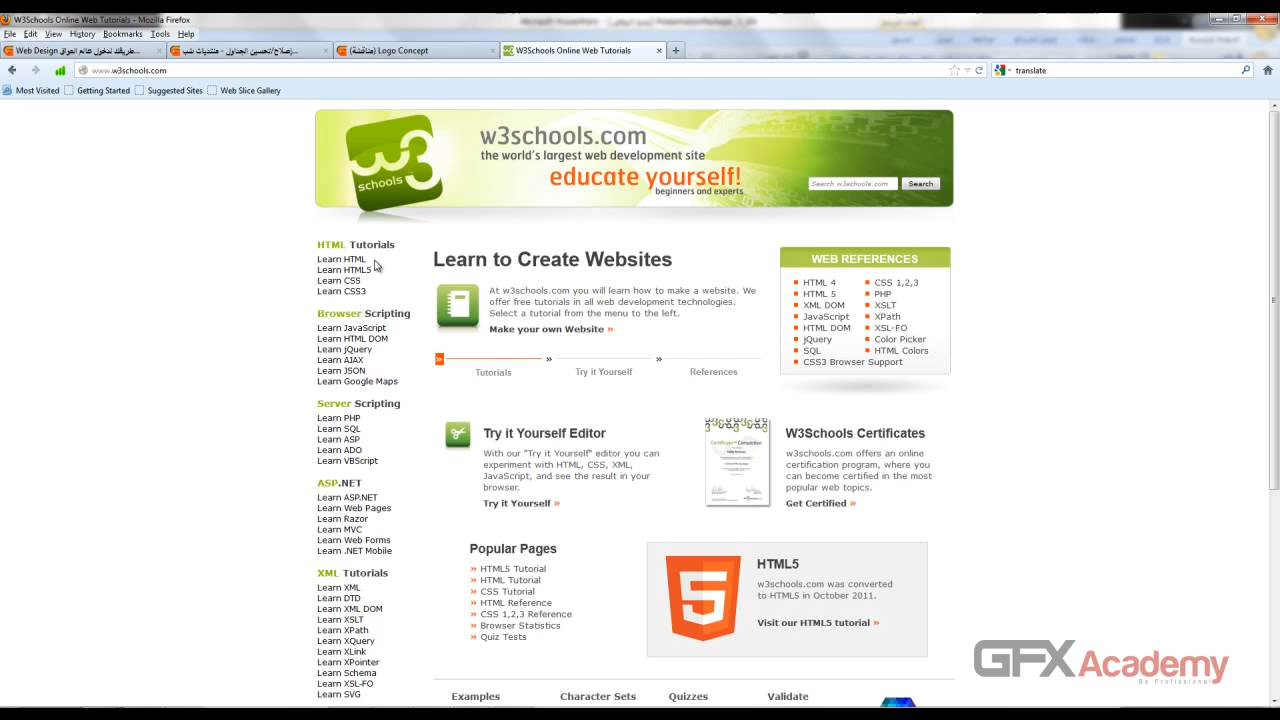 W3Schools Online Web Tutorials - Mozilla Firefox
File Edit View History Bookmarks Tools Help
Web Design طريقك لدخول عالم المواق...
إصلاح/تحسين الجداول - منتديات شب...
(مناقشة) Logo Concept
W3Schools Online Web Tutorials
www.w3schools.com
translate
Most Visited Getting Started Suggested Sites Web Slice Gallery
w3schools.com
the world's largest web development site
educate yourself!
beginners and experts
w3 schools
Search w3schools.com
Search
HTML Tutorials
Learn HTML
Learn HTML5
Learn CSS
Learn CSS3
Browser Scripting
Learn JavaScript
Learn HTML DOM
Learn jQuery
Learn AJAX
Learn JSON
Learn Google Maps
Server Scripting
Learn PHP
Learn SQL
Learn ASP
Learn ADO
Learn VBScript
ASP.NET
Learn ASP.NET
Learn Web Pages
Learn Razor
Learn MVC
Learn Web Forms
Learn .NET Mobile
XML Tutorials
Learn XML
Learn DTD
Learn XML DOM
Learn XSLT
Learn XPath
Learn XQuery
Learn XLink
Learn XPointer
Learn Schema
Learn XSL-FO
Learn SVG
Learn to Create Websites
At w3schools.com you will learn how to make a website. We
offer free tutorials in all web development technologies.
Select a tutorial from the menu to the left.
Make your own Website »
Tutorials
Try it Yourself
References
WEB REFERENCES
HTML 4
CSS 1,2,3
HTML 5
PHP
XML DOM
XSLT
JavaScript
XPath
HTML DOM
XSL-FO
jQuery
Color Picker
SQL
HTML Colors
CSS3 Browser Support
Try it Yourself Editor
With our "Try it Yourself" editor you can
experiment with HTML, CSS, XML,
JavaScript, and see the result in your
browser.
Try it Yourself »
Certificate of Completion
W3Schools Certificates
w3schools.com offers an online
certification program, where you
can become certified in the most
popular web topics.
Get Certified »
Popular Pages
» HTML5 Tutorial
» HTML Tutorial
» CSS Tutorial
» HTML Reference
» CSS 1,2,3 Reference
» Browser Statistics
» Quiz Tests
5
HTML5
w3schools.com was converted
to HTML5 in October 2011.
Visit our HTML5 tutorial »
Examples
Character Sets
Quizzes
Validate
GFX Academy
Be Professional